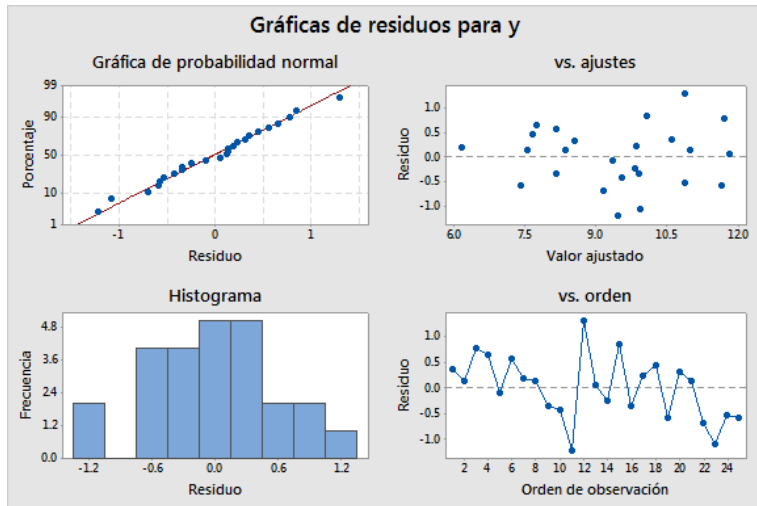 Gráficas de residuos para y
Gráfica de probabilidad normal
99
90
50
10
1
Porcentaje
-1 0 1
Residuo
vs. ajustes
1.0
0.5
0.0
-0.5
-1.0
Residuo
6.0 7.5 9.0 10.5 12.0
Valor ajustado
Histograma
4.8
3.6
2.4
1.2
0.0
Frecuencia
-1.2 -0.6 0.0 0.6 1.2
Residuo
vs. orden
1.0
0.5
0.0
-0.5
-1.0
Residuo
2 4 6 8 10 12 14 16 18 20 22 24
Orden de observación